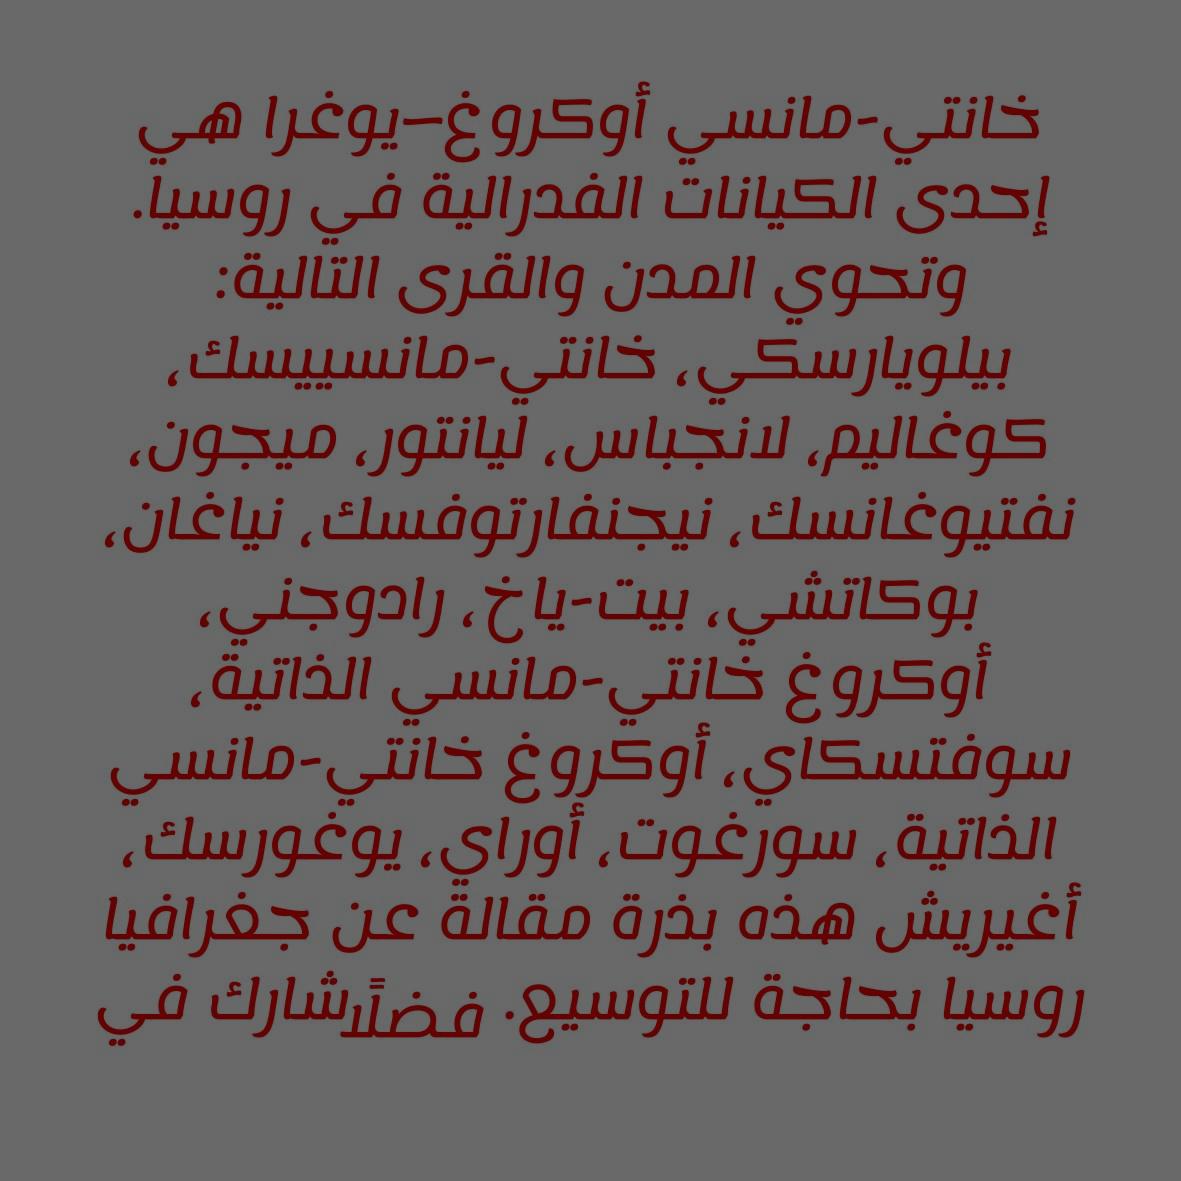 خانتي-مانسي أوكروغ–يوغرا هي
إحدى الكيانات الفدرالية في روسيا.
وتحوي المدن والقرى التالية:
بيلويارسكي، خانتي-مانسييسك،
كوغاليم، لانجباس، ليانتور، ميجون،
نفتيوغانسك، نيجنفارتوفسك، نياغان،
بوكاتشي، بيت-ياخ، رادوجني،
أوكروغ خانتي-مانسي الذاتية،
سوفتسكاي، أوكروغ خانتي-مانسي
الذاتية، سورغوت، أوراي، يوغورسك،
أغيريش هذه بذرة مقالة عن جغرافيا
روسيا بحاجة للتوسيع. فضلًا شارك في